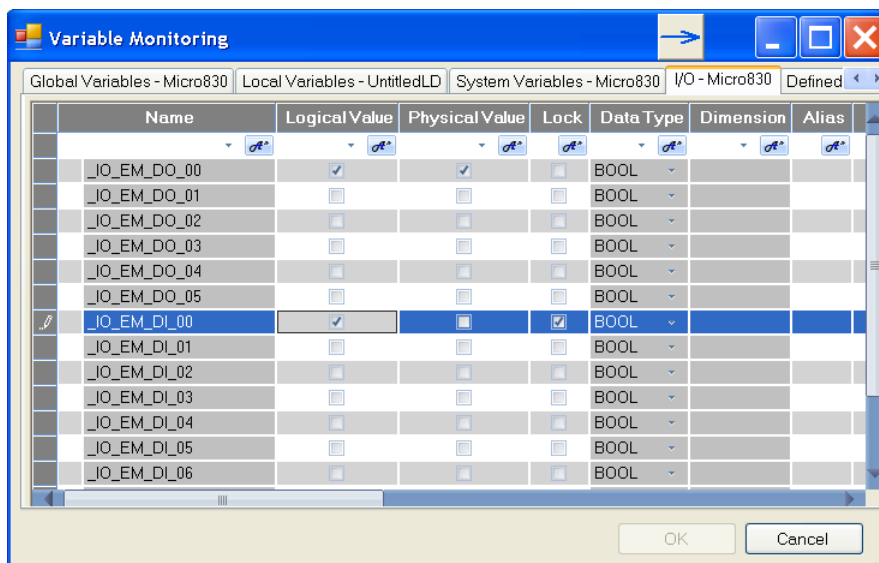 Variable Monitoring
Global Variables - Micro830 Local Variables - UntitledLD System Variables - Micro830 I/O - Micro830 Defined
Name Logical Value Physical Value Lock Data Type Dimension Alias
_IO_EM_DO_00 BOOL
_IO_EM_DO_01 BOOL
_IO_EM_DO_02 BOOL
_IO_EM_DO_03 BOOL
_IO_EM_DO_04 BOOL
_IO_EM_DO_05 BOOL
_IO_EM_DI_00 BOOL
_IO_EM_DI_01 BOOL
_IO_EM_DI_02 BOOL
_IO_EM_DI_03 BOOL
_IO_EM_DI_04 BOOL
_IO_EM_DI_05 BOOL
_IO_EM_DI_06 BOOL
OK Cancel